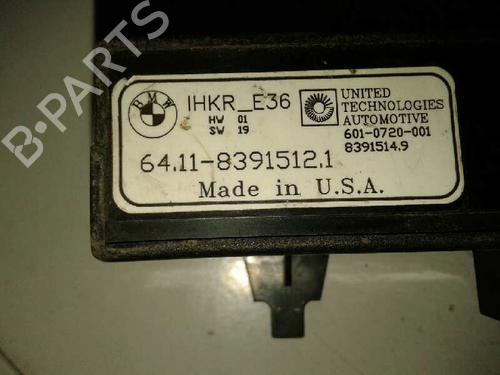 B-PARTS
BMW
IHKR_E36
HW 01
SW 19
UNITED
TECHNOLOGIES
AUTOMOTIVE
601-0720-001
8391514.9
64.11-8391512.1
Made in U.S.A.